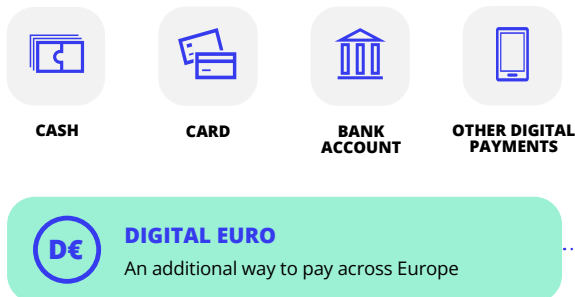 CASH
CARD
BANK
ACCOUNT
OTHER DIGITAL
PAYMENTS
D€
DIGITAL EURO
An additional way to pay across Europe